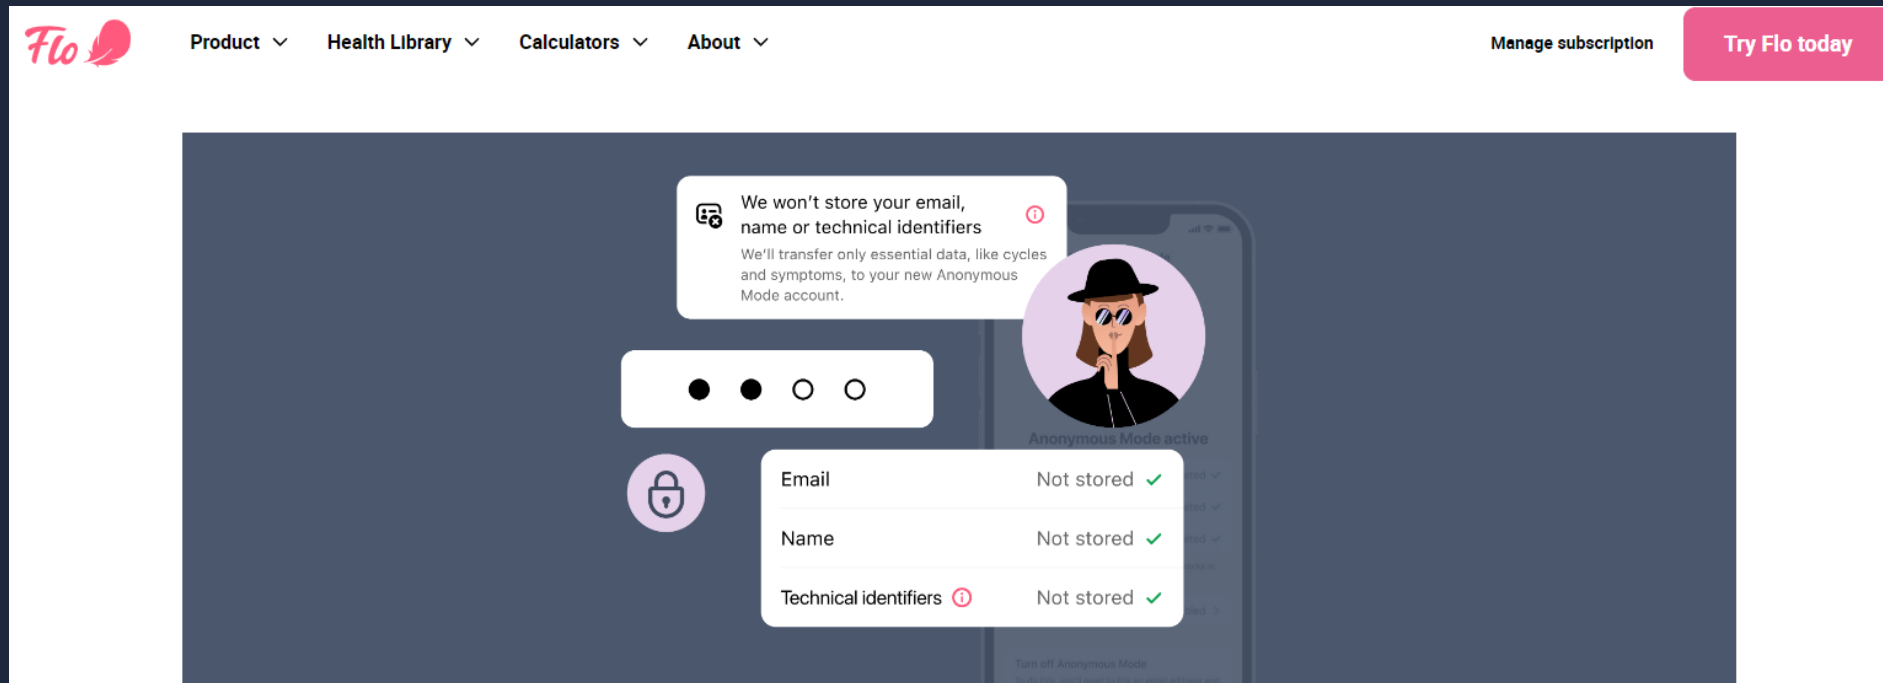 Flo
Product
Health Library
Calculators
About
Manage subscription
Try Flo today
We won't store your email,
name or technical identifiers
We'll transfer only essential data, like cycles
and symptoms, to your new Anonymous
Mode account.
Anonymous Mode active
Email Not stored
Name Not stored
Technical identifiers Not stored
Turn off Anonymous Mode